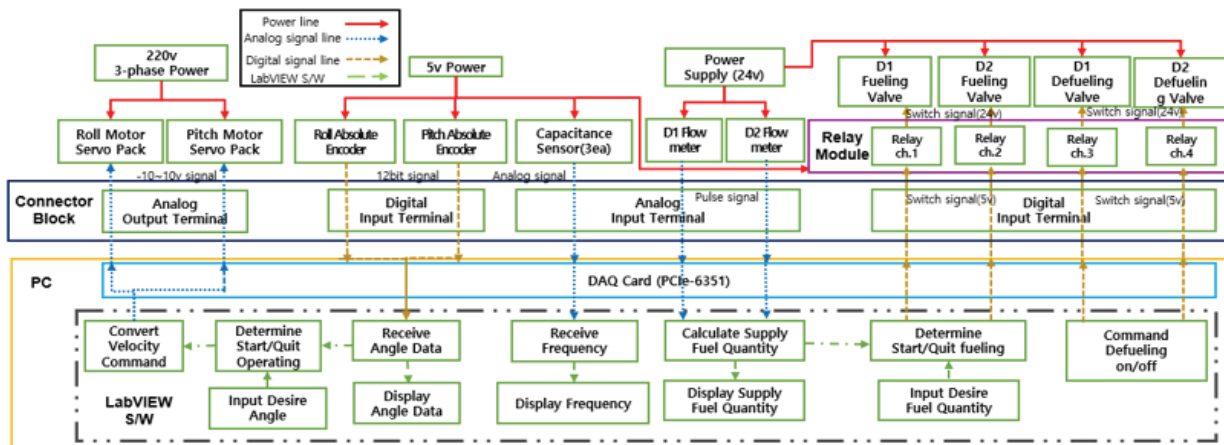 Power line
Analog signal line
Digital signal line
LabVIEW S/W
220v
3-phase Power
5v Power
Power
Supply (24v)
D1
Fueling
Valve
D2
Fueling
Valve
D1
Defueling
Valve
D2
Defuelin
g Valve
Switch signal(24v)
Switch signal(24v)
Roll Motor
Servo Pack
Pitch Motor
Servo Pack
Roll Absolute
Encoder
Pitch Absolute
Encoder
Capacitance
Sensor(3ea)
D1 Flow
meter
D2 Flow
meter
Relay
Module
Relay
ch.1
Relay
ch.2
Relay
ch.3
Relay
ch.4
-10~10v signal
12bit signal
Analog signal
Pulse signal
Switch signal(5v)
Switch signal(5v)
Connector
Block
Analog
Output Terminal
Digital
Input Terminal
Analog
Input Terminal
Digital
Input Terminal
PC
DAQ Card (PCIe-6351)
Convert
Velocity
Command
Determine
Start/Quit
Operating
Receive
Angle Data
Receive
Frequency
Calculate Supply
Fuel Quantity
Determine
Start/Quit fueling
Command
Defueling
on/off
LabVIEW
S/W
Input Desire
Angle
Display
Angle Data
Display Frequency
Display Supply
Fuel Quantity
Input Desire
Fuel Quantity